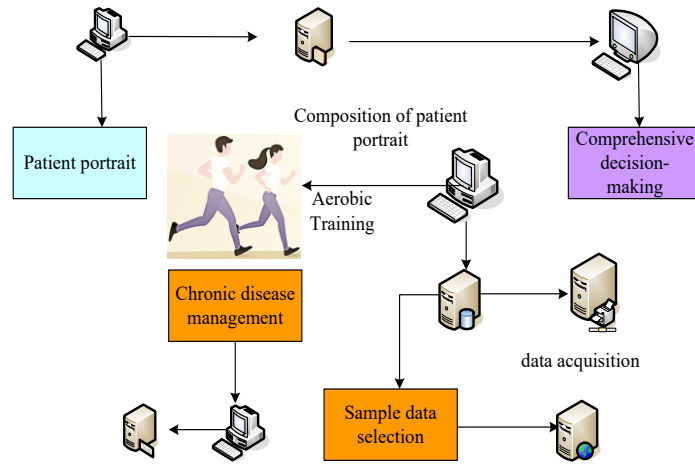 Composition of patient
portrait
Patient portrait
Comprehensive
decision-
making
Aerobic
Training
Chronic disease
management
data acquisition
Sample data
selection